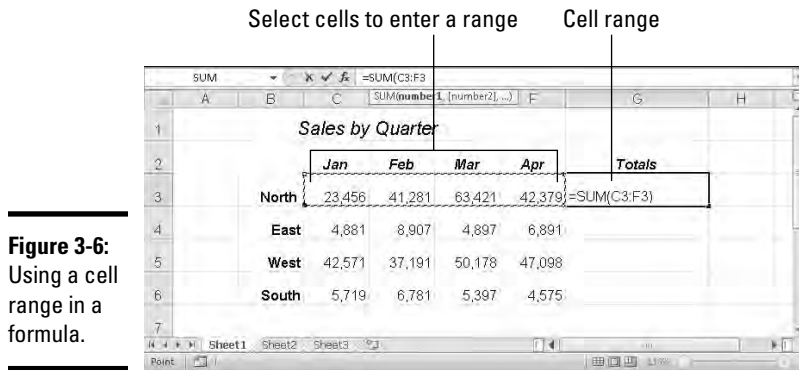 Select cells to enter a range Cell range
SUM =SUM(C3:F3
A B C SUM(number1, [number2], ...) F G H
1 Sales by Quarter
2 Jan Feb Mar Apr Totals
3 North 23,456 41,281 63,421 42,379 =SUM(C3:F3)
4 East 4,881 8,907 4,897 6,891
5 West 42,571 37,191 50,178 47,098
6 South 5,719 6,781 5,397 4,575
7
Sheet1 Sheet2 Sheet3
Point
Figure 3-6:
Using a cell
range in a
formula.